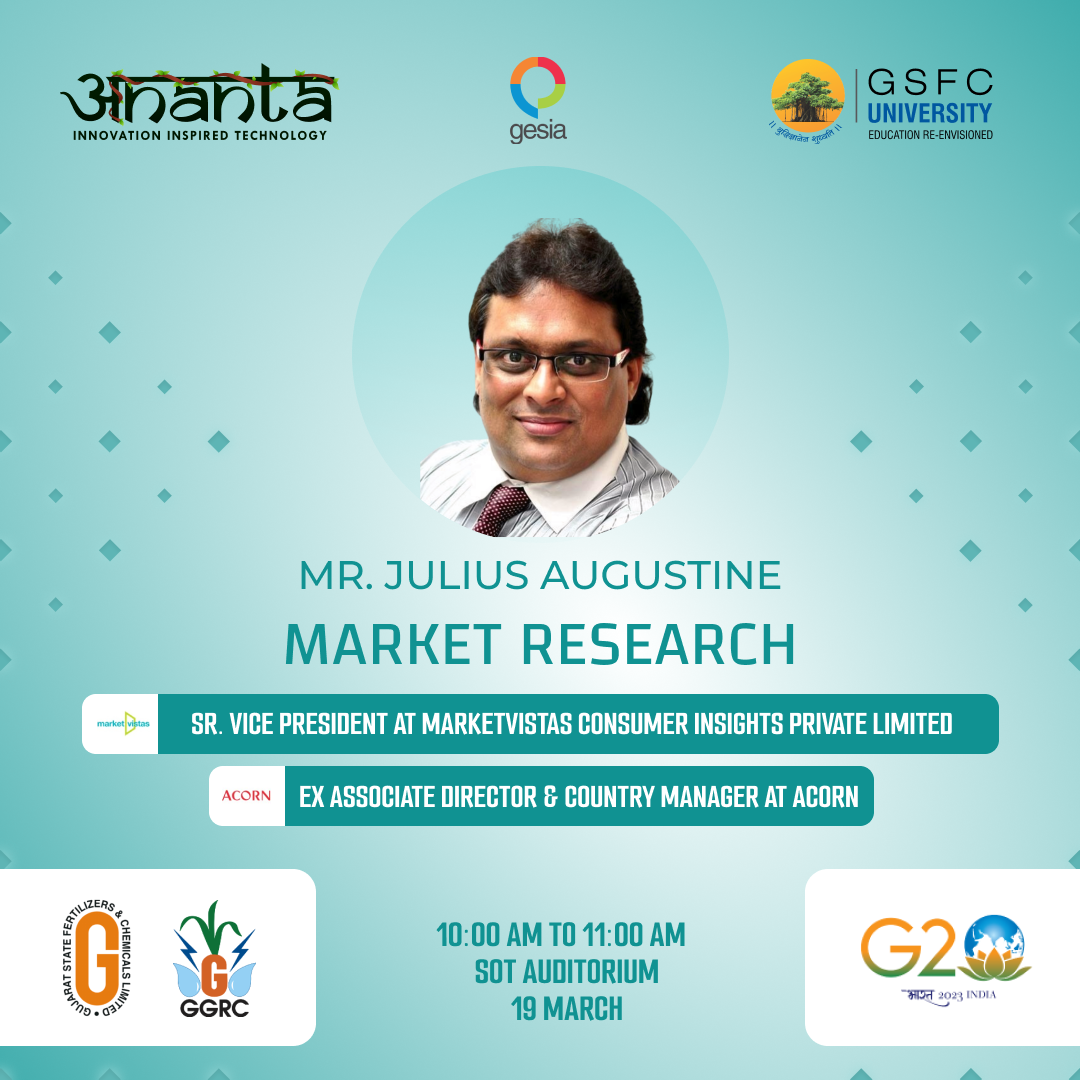 अnanta
INNOVATION INSPIRED TECHNOLOGY
gesia
GSFC
UNIVERSITY
EDUCATION RE-ENVISIONED
MR. JULIUS AUGUSTINE
MARKET RESEARCH
market vistas
SR. VICE PRESIDENT AT MARKETVISTAS CONSUMER INSIGHTS PRIVATE LIMITED
ACORN
EX ASSOCIATE DIRECTOR & COUNTRY MANAGER AT ACORN
GUJARAT STATE FERTILIZERS & CHEMICALS LIMITED
G
G
GGRC
10:00 AM TO 11:00 AM
SOT AUDITORIUM
19 MARCH
G20
भारत 2023 INDIA